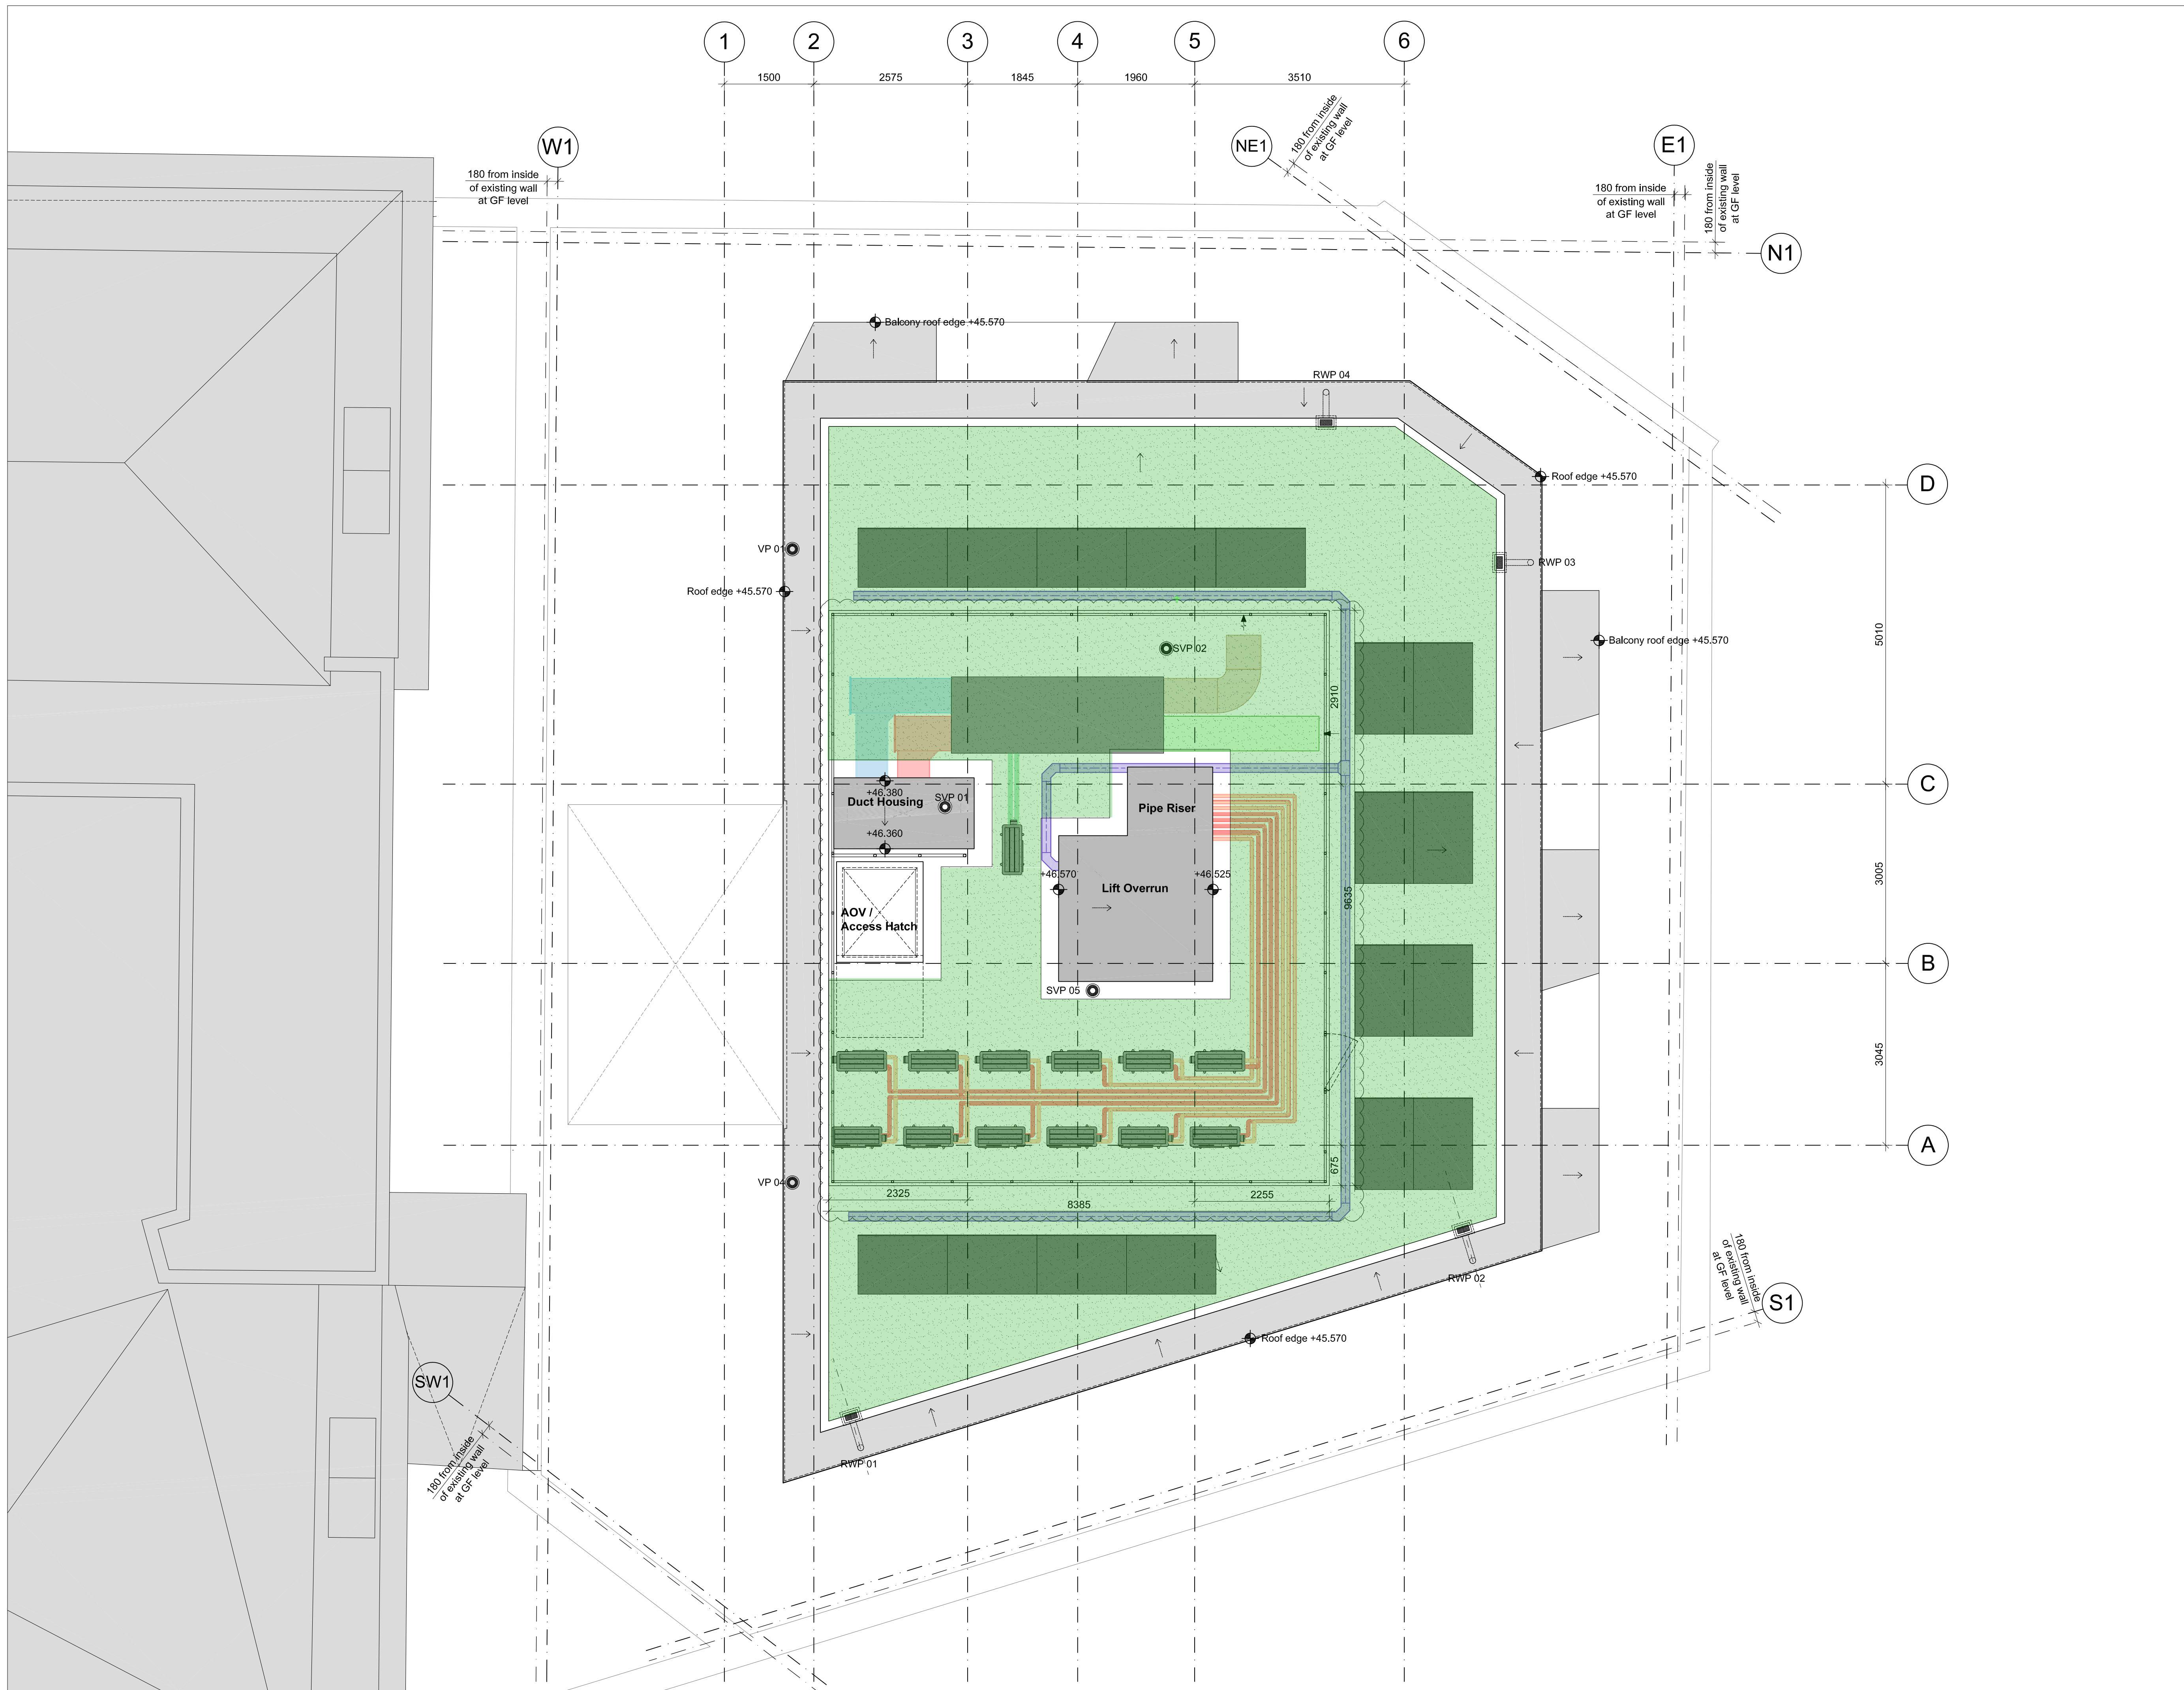 1
2
3
4
5
6
1500
2575
1845
1960
3510
W1
NE1
E1
180 from inside
of existing wall
at GF level
180 from inside
of existing wall
at GF level
180 from inside
of existing wall
at GF level
180 from inside
of existing wall
at GF level
N1
Balcony roof edge +45.570
RWP 04
Roof edge +45.570
D
VP 01
RWP 03
Roof edge +45.570
Balcony roof edge +45.570
5010
SVP 02
2910
C
+46.380
Duct Housing
SVP 01
Pipe Riser
+46.360
+46.570
Lift Overrun
+46.525
9635
3005
AOV /
Access Hatch
B
SVP 05
3045
A
675
VP 04
2325
8385
2255
RWP 02
180 from inside
of existing wall
at GF level
S1
Roof edge +45.570
SW1
180 from inside
of existing wall
at GF level
RWP 01